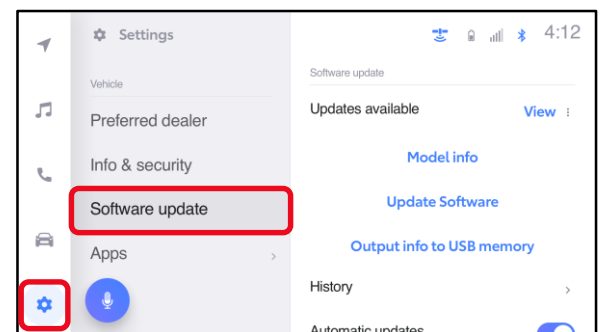 Settings
4:12
Vehicle
Preferred dealer
Info & security
Software update
Apps
Software update
Updates available
View
Model info
Update Software
Output info to USB memory
History
Automatic updates